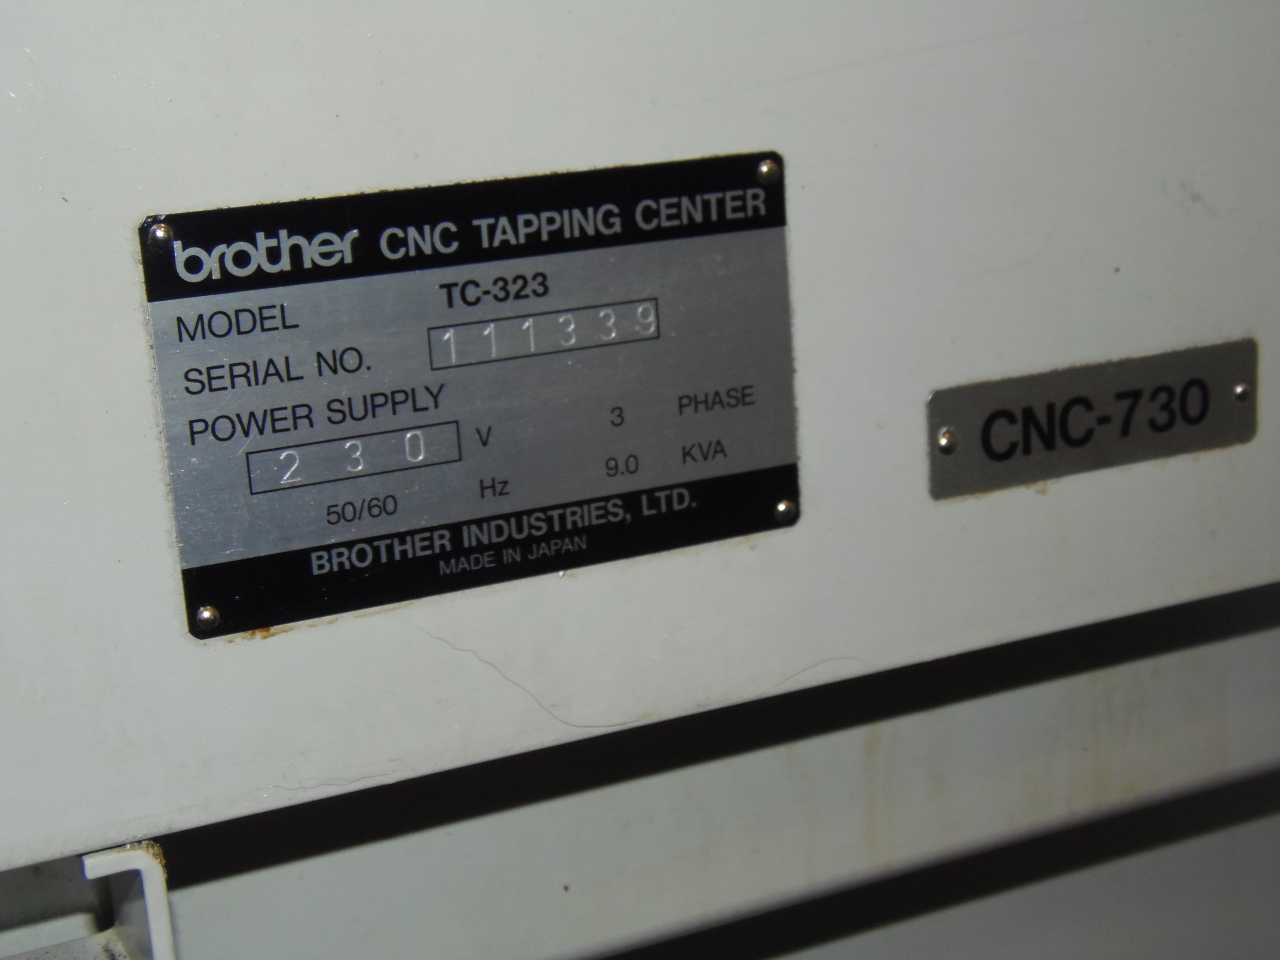 brother CNC TAPPING CENTER
MODEL TC-323
SERIAL NO. 111339
POWER SUPPLY
230 V 3 PHASE
50/60 Hz 9.0 KVA
BROTHER INDUSTRIES, LTD.
MADE IN JAPAN
CNC-730